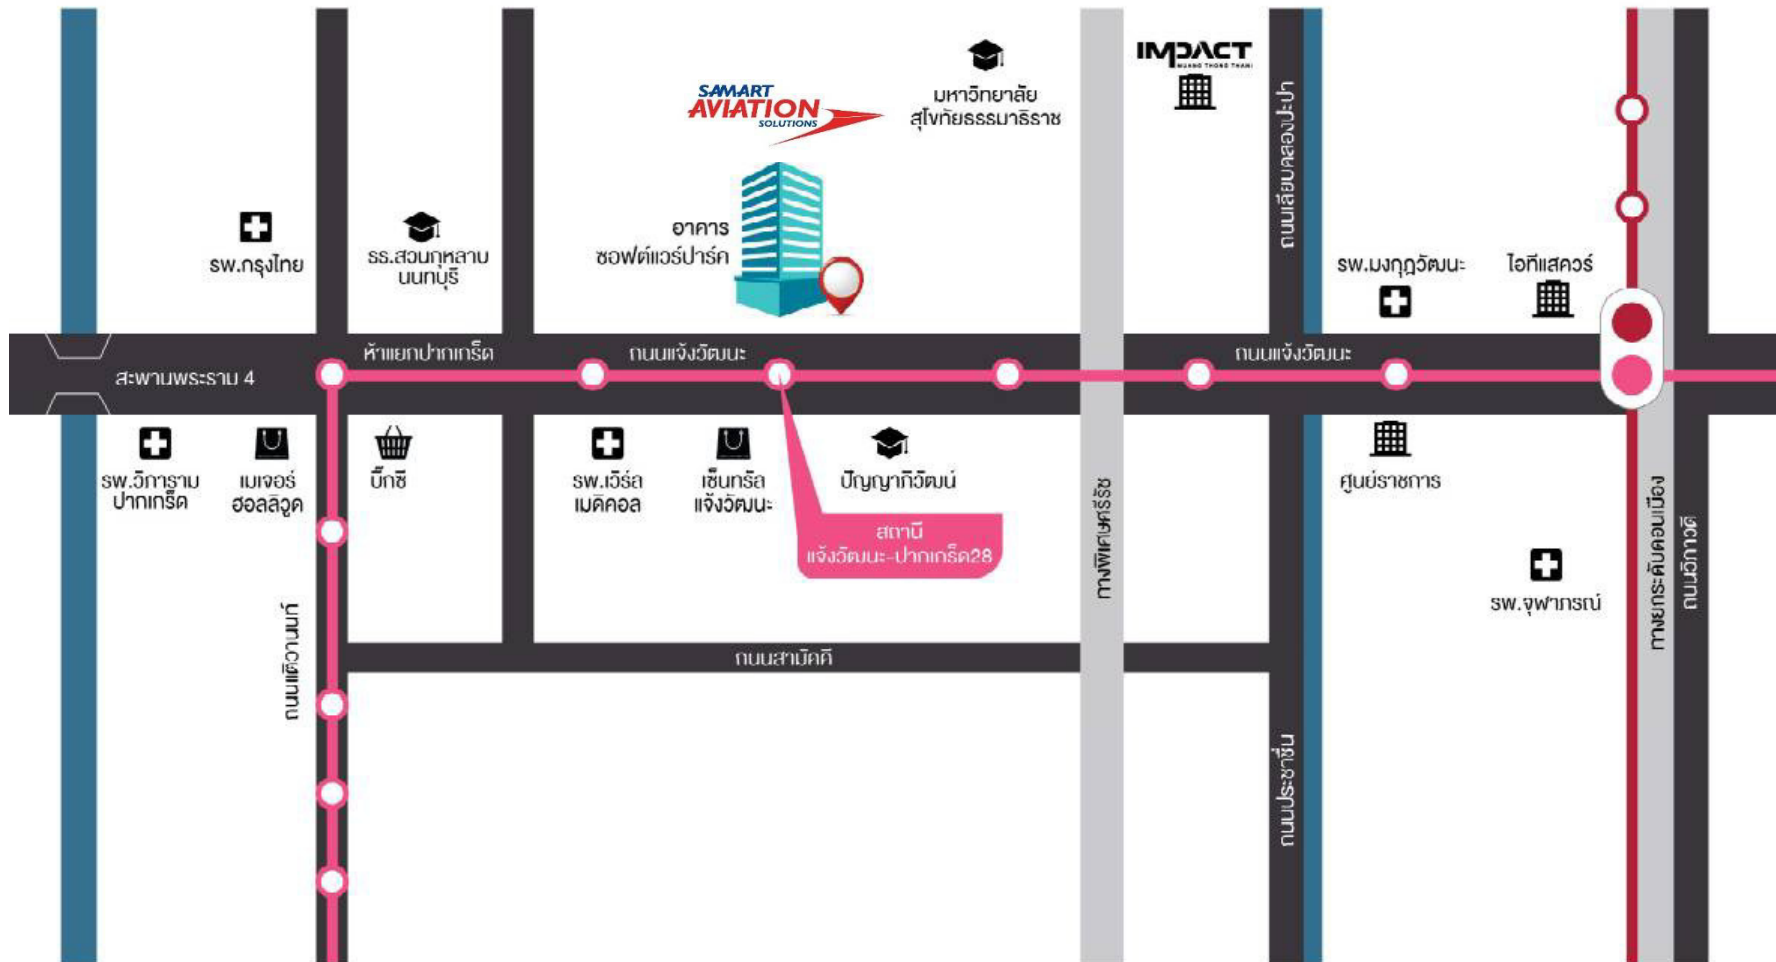 IMPACT
MUANG THONG THANI
SAMART
AVIATION
SOLUTIONS
มหาวิทยาลัย
สุโขทัยธรรมาธิราช
ถนนเลียบคลองปะปา
รพ.กรุงไทย
รร.สวนกุหลาบ
นนทบุรี
อาคาร
ซอฟต์แวร์ปาร์ค
รพ.มงกุฎวัฒนะ
ไอทีแสควร์
สะพานพระราม 4
ห้าแยกปากเกร็ด
ถนนแจ้งวัฒนะ
ถนนแจ้งวัฒนะ
รพ.วิภาราม
ปากเกร็ด
เมเจอร์
ฮอลลิวูด
บิ๊กซี
รพ.เวิร์ล
เมดิคอล
เซ็นทรัล
แจ้งวัฒนะ
ปัญญาภิวัฒน์
ศูนย์ราชการ
สถานี
แจ้งวัฒนะ-ปากเกร็ด28
ทางพิเศษศรีรัช
รพ.จุฬาภรณ์
ทางยกระดับดอนเมือง
ถนนวิภาวดี
ถนนติวานนท์
ถนนสามัคคี
ถนนประชาชื่น